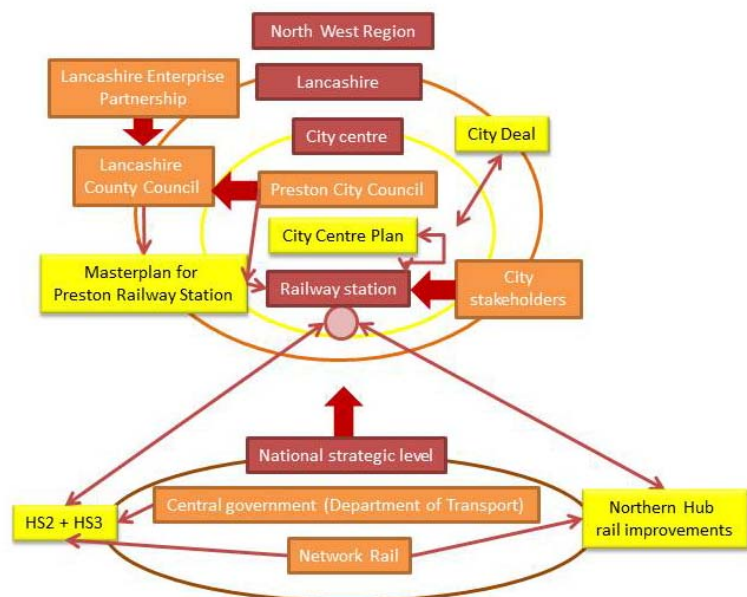 North West Region
Lancashire Enterprise
Partnership
Lancashire
City centre
City Deal
Lancashire
County Council
Preston City Council
City Centre Plan
Masterplan for
Preston Railway Station
Railway station
City
stakeholders
National strategic level
Central government (Department of Transport)
HS2 + HS3
Northern Hub
rail improvements
Network Rail